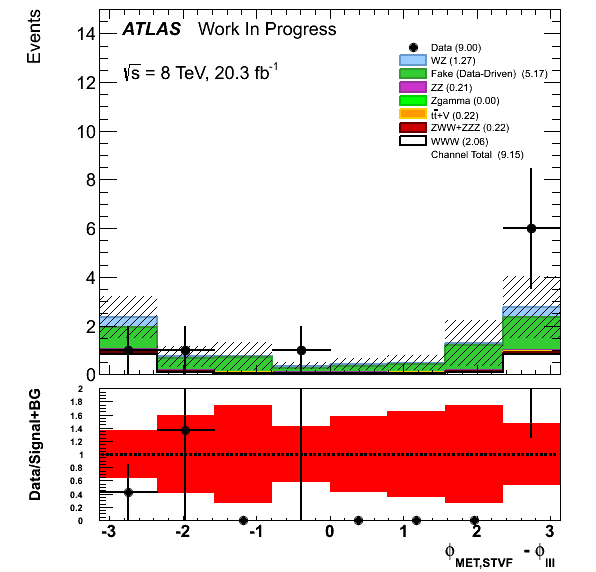 Events
ATLAS Work In Progress
√s = 8 TeV, 20.3 fb⁻¹
Data (9.00)
WZ (1.27)
Fake (Data-Driven) (5.17)
ZZ (0.21)
Zgamma (0.00)
tt̄+V (0.22)
ZWW+ZZZ (0.22)
WWW (2.06)
Channel Total (9.15)
14
12
10
8
6
4
2
0
Data/Signal+BG
2
1.8
1.6
1.4
1.2
1
0.8
0.6
0.4
0.2
0
-3 -2 -1 0 1 2 3
ϕMET,STVF - ϕlll